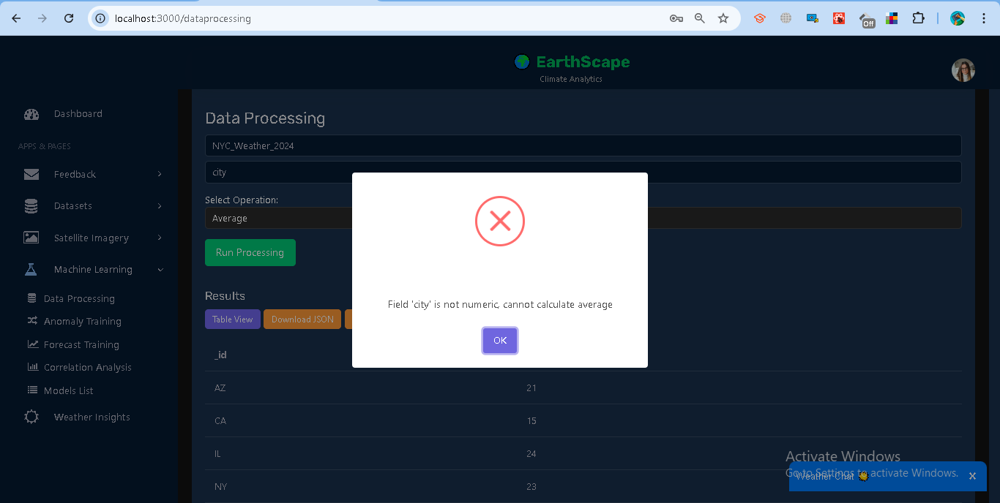 localhost:3000/dataprocessing
Off
EarthScape
Climate Analytics
Dashboard
APPS & PAGES
Feedback
Datasets
Satellite Imagery
Machine Learning
Data Processing
Anomaly Training
Forecast Training
Correlation Analysis
Models List
Weather Insights
Data Processing
NYC_Weather_2024
city
Select Operation:
Average
Run Processing
Results
Table View
Download JSON
Field 'city' is not numeric, cannot calculate average
OK
_id
AZ 21
CA 15
IL 24
NY 23
Activate Windows
Go to Settings to activate Windows.
Weather Chat